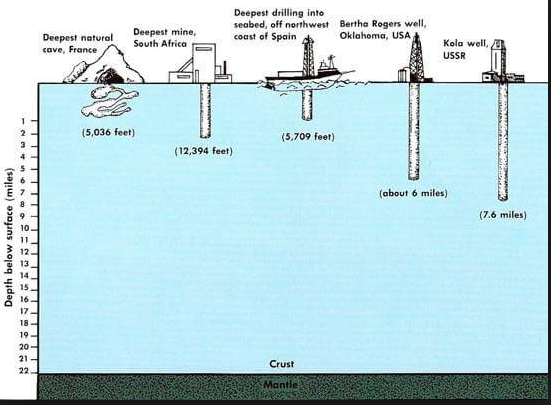 Deepest natural
cave, France
Deepest mine,
South Africa
Deepest drilling into
seabed, off northwest
coast of Spain
Bertha Rogers well,
Oklahoma, USA
Kola well,
USSR
(5,036 feet)
(12,394 feet)
(5,709 feet)
(about 6 miles)
(7.6 miles)
Depth below surface (miles)
1
2
3
4
5
6
7
8
9
10
11
12
13
14
15
16
17
18
19
20
21
22
Crust
Mantle